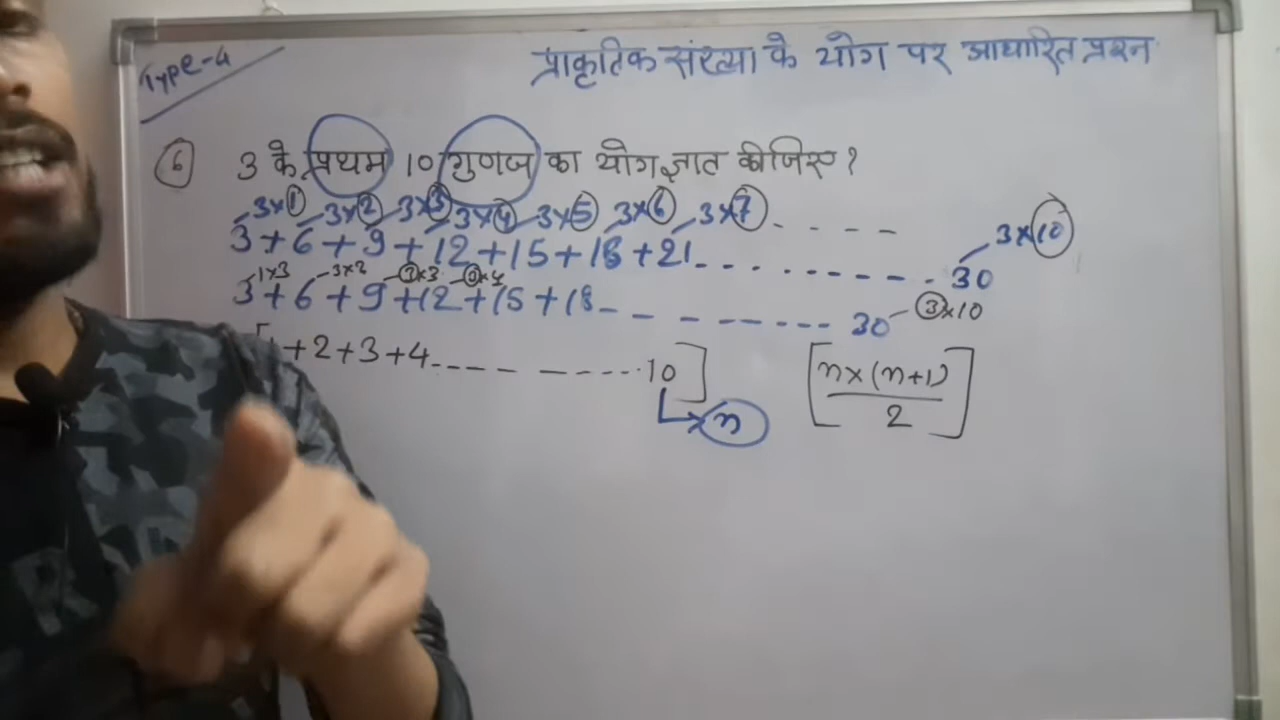 Type-4
प्राकृतिक संख्या के योग पर आधारित प्रश्न
6 3 के प्रथम 10 गुणज का योग ज्ञात कीजिए ?
3×1 3×2 3×3 3×4 3×5 3×6 3×7 - - - - 3×10
3+6+9+12+15+18+21 - - - - - - - - 30
1×3 3×2 3×3 3×4
3+6+9+12+15+18 - - - - - - - - 30 3×10
+2+3+4 - - - - - - - - 10] [n×(n+1)
n 2]